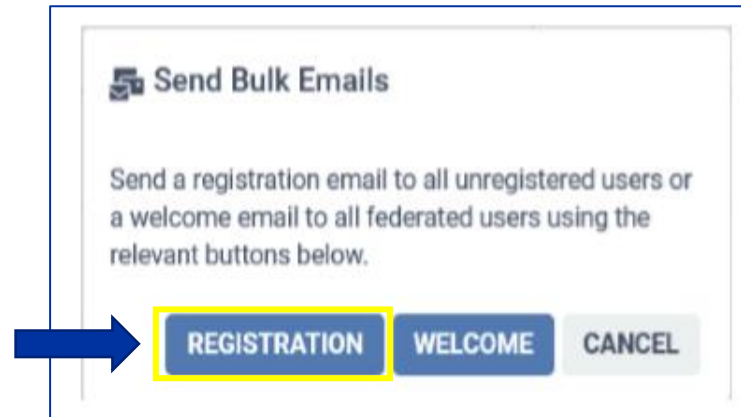 Send Bulk Emails
Send a registration email to all unregistered users or
a welcome email to all federated users using the
relevant buttons below.
REGISTRATION WELCOME CANCEL